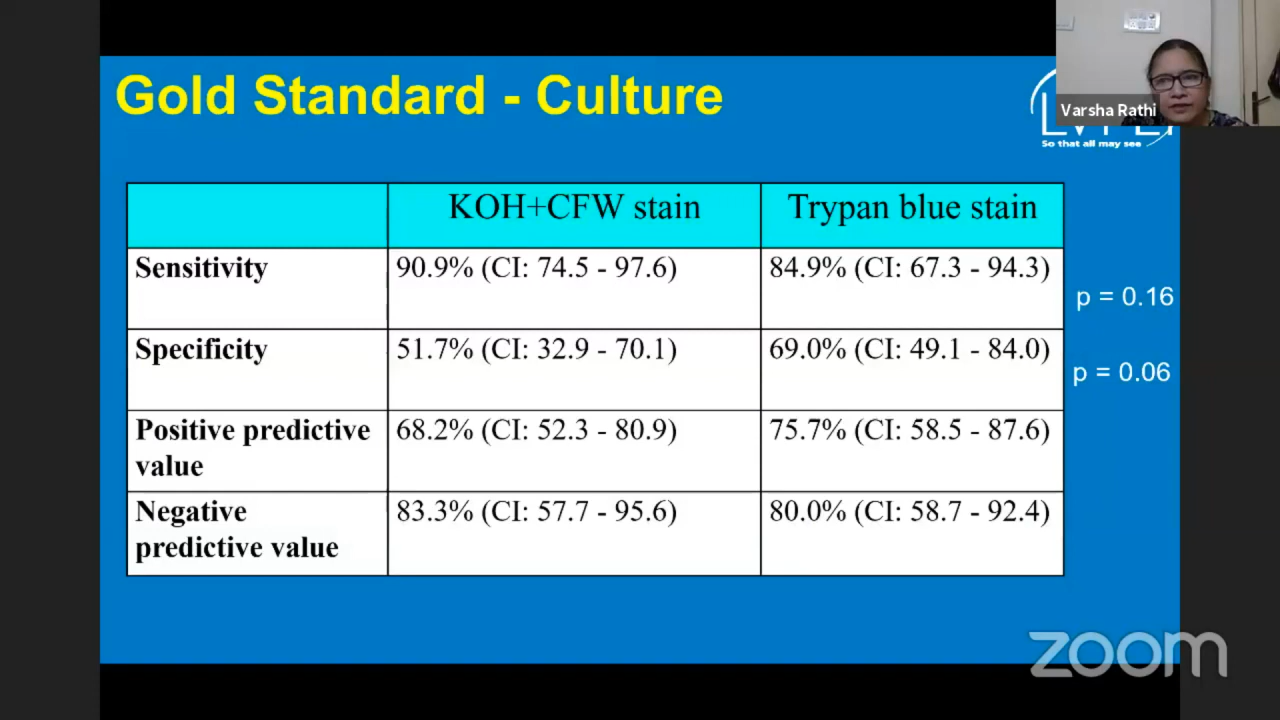 Gold Standard - Culture
Varsha Rathi
So that all may see
KOH+CFW stain
Trypan blue stain
Sensitivity
90.9% (CI: 74.5 - 97.6)
84.9% (CI: 67.3 - 94.3)
p = 0.16
Specificity
51.7% (CI: 32.9 - 70.1)
69.0% (CI: 49.1 - 84.0)
p = 0.06
Positive predictive
value
68.2% (CI: 52.3 - 80.9)
75.7% (CI: 58.5 - 87.6)
Negative
predictive value
83.3% (CI: 57.7 - 95.6)
80.0% (CI: 58.7 - 92.4)
zoom